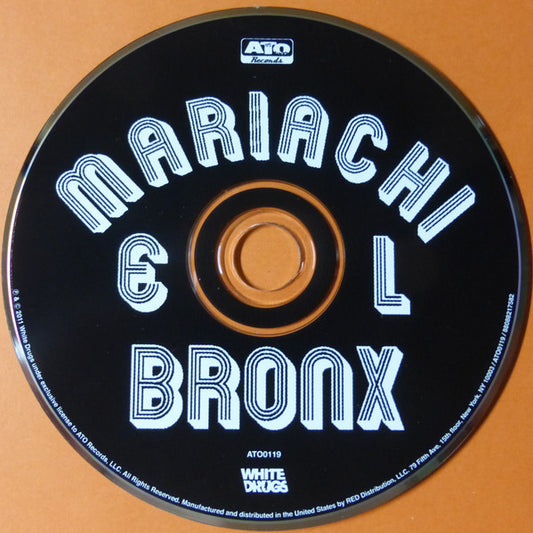 ATO
Records
MARIACHI
EL
BRONX
ATO0119
WHITE
DRUGS
℗ & © 2011 White Drugs under exclusive license to ATO Records, LLC. All Rights Reserved. Manufactured and distributed in the United States by RED Distribution, LLC. 79 Fifth Ave, 15th floor, New York, NY 10003 / ATO0119 / 88088217582